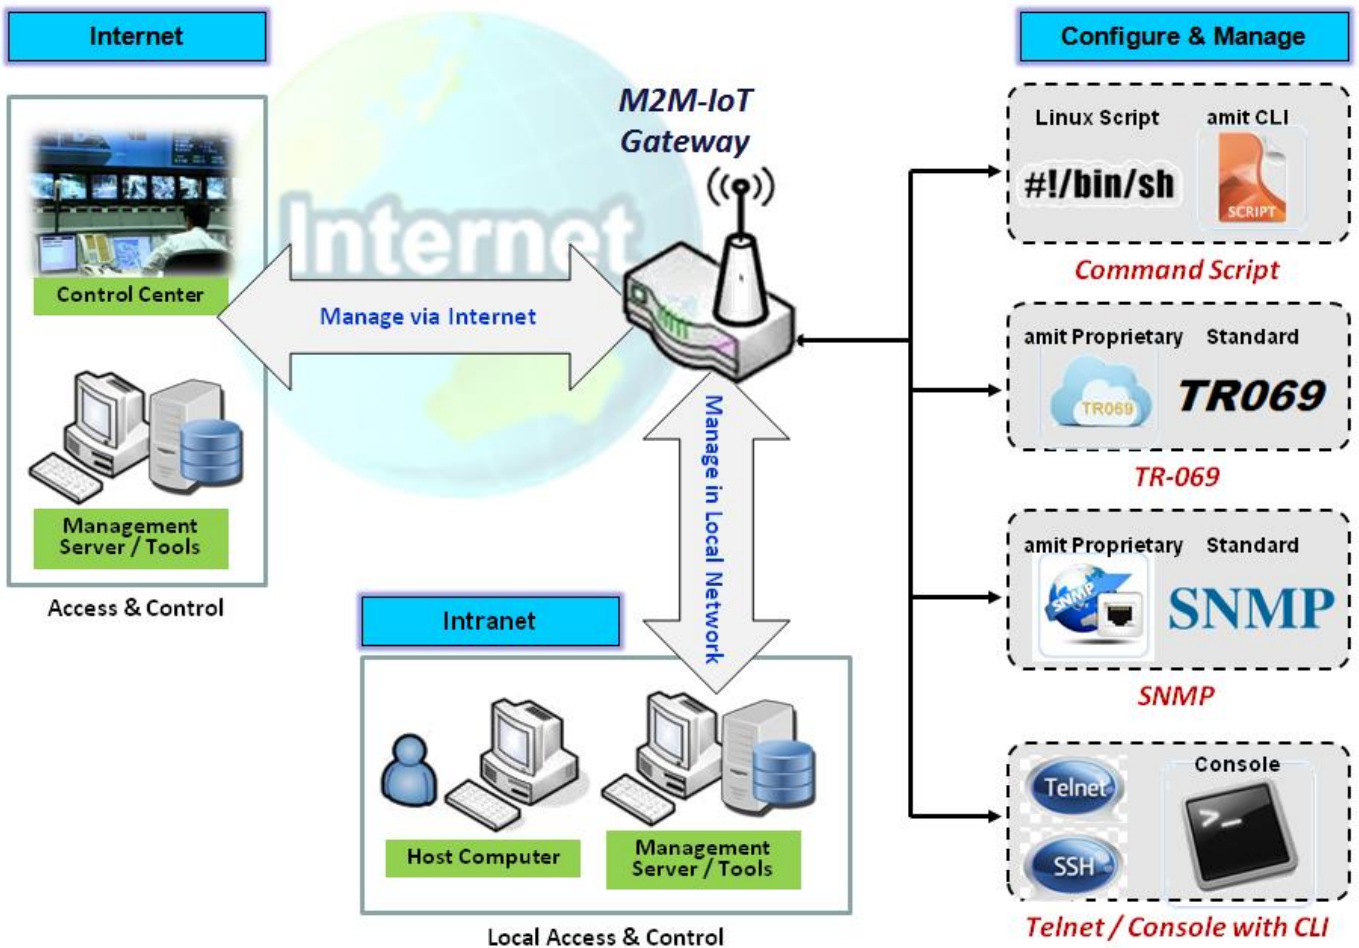 Internet
Control Center
Management
Server / Tools
Access & Control
Internet
M2M-IoT
Gateway
Manage via Internet
Manage in Local Network
Intranet
Host Computer
Management
Server / Tools
Local Access & Control
Configure & Manage
Linux Script
amit CLI
#!/bin/sh
SCRIPT
Command Script
amit Proprietary
Standard
TR069
TR069
TR-069
amit Proprietary
Standard
SNMP
SNMP
SNMP
Telnet
Console
>_
SSH
Telnet / Console with CLI